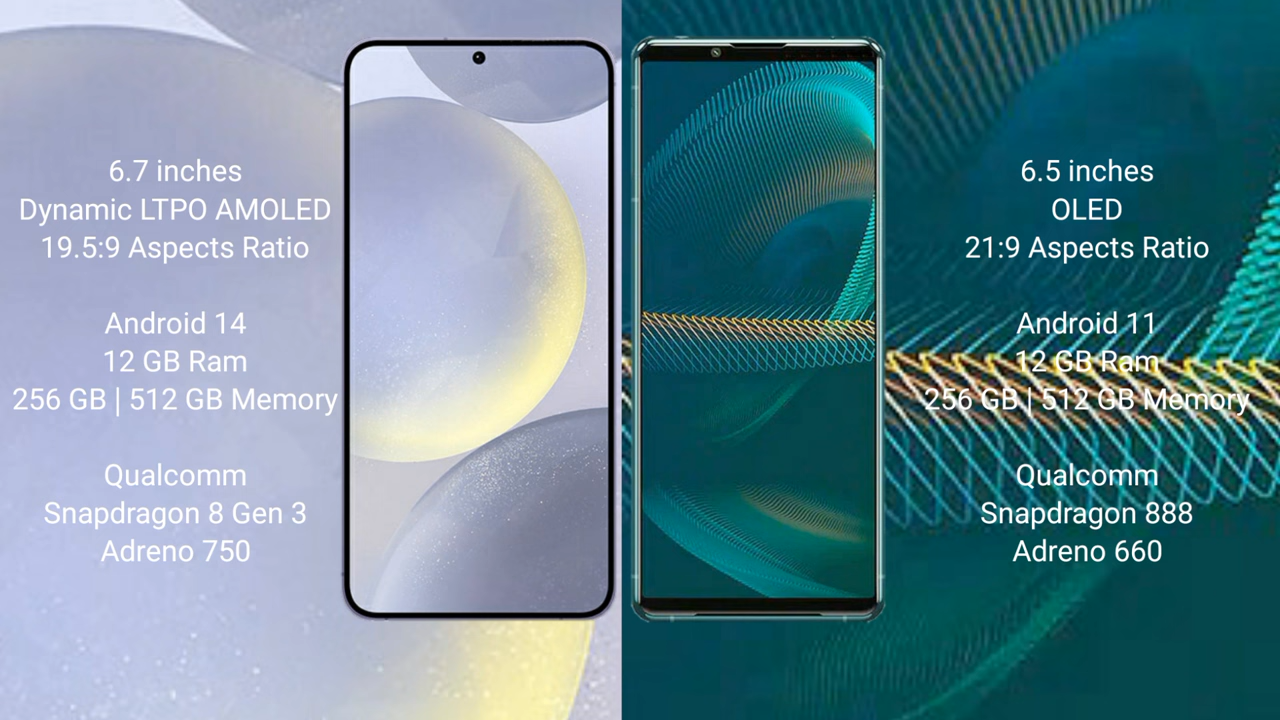 6.7 inches
Dynamic LTPO AMOLED
19.5:9 Aspects Ratio
Android 14
12 GB Ram
256 GB | 512 GB Memory
Qualcomm
Snapdragon 8 Gen 3
Adreno 750
6.5 inches
OLED
21:9 Aspects Ratio
Android 11
12 GB Ram
256 GB | 512 GB Memory
Qualcomm
Snapdragon 888
Adreno 660